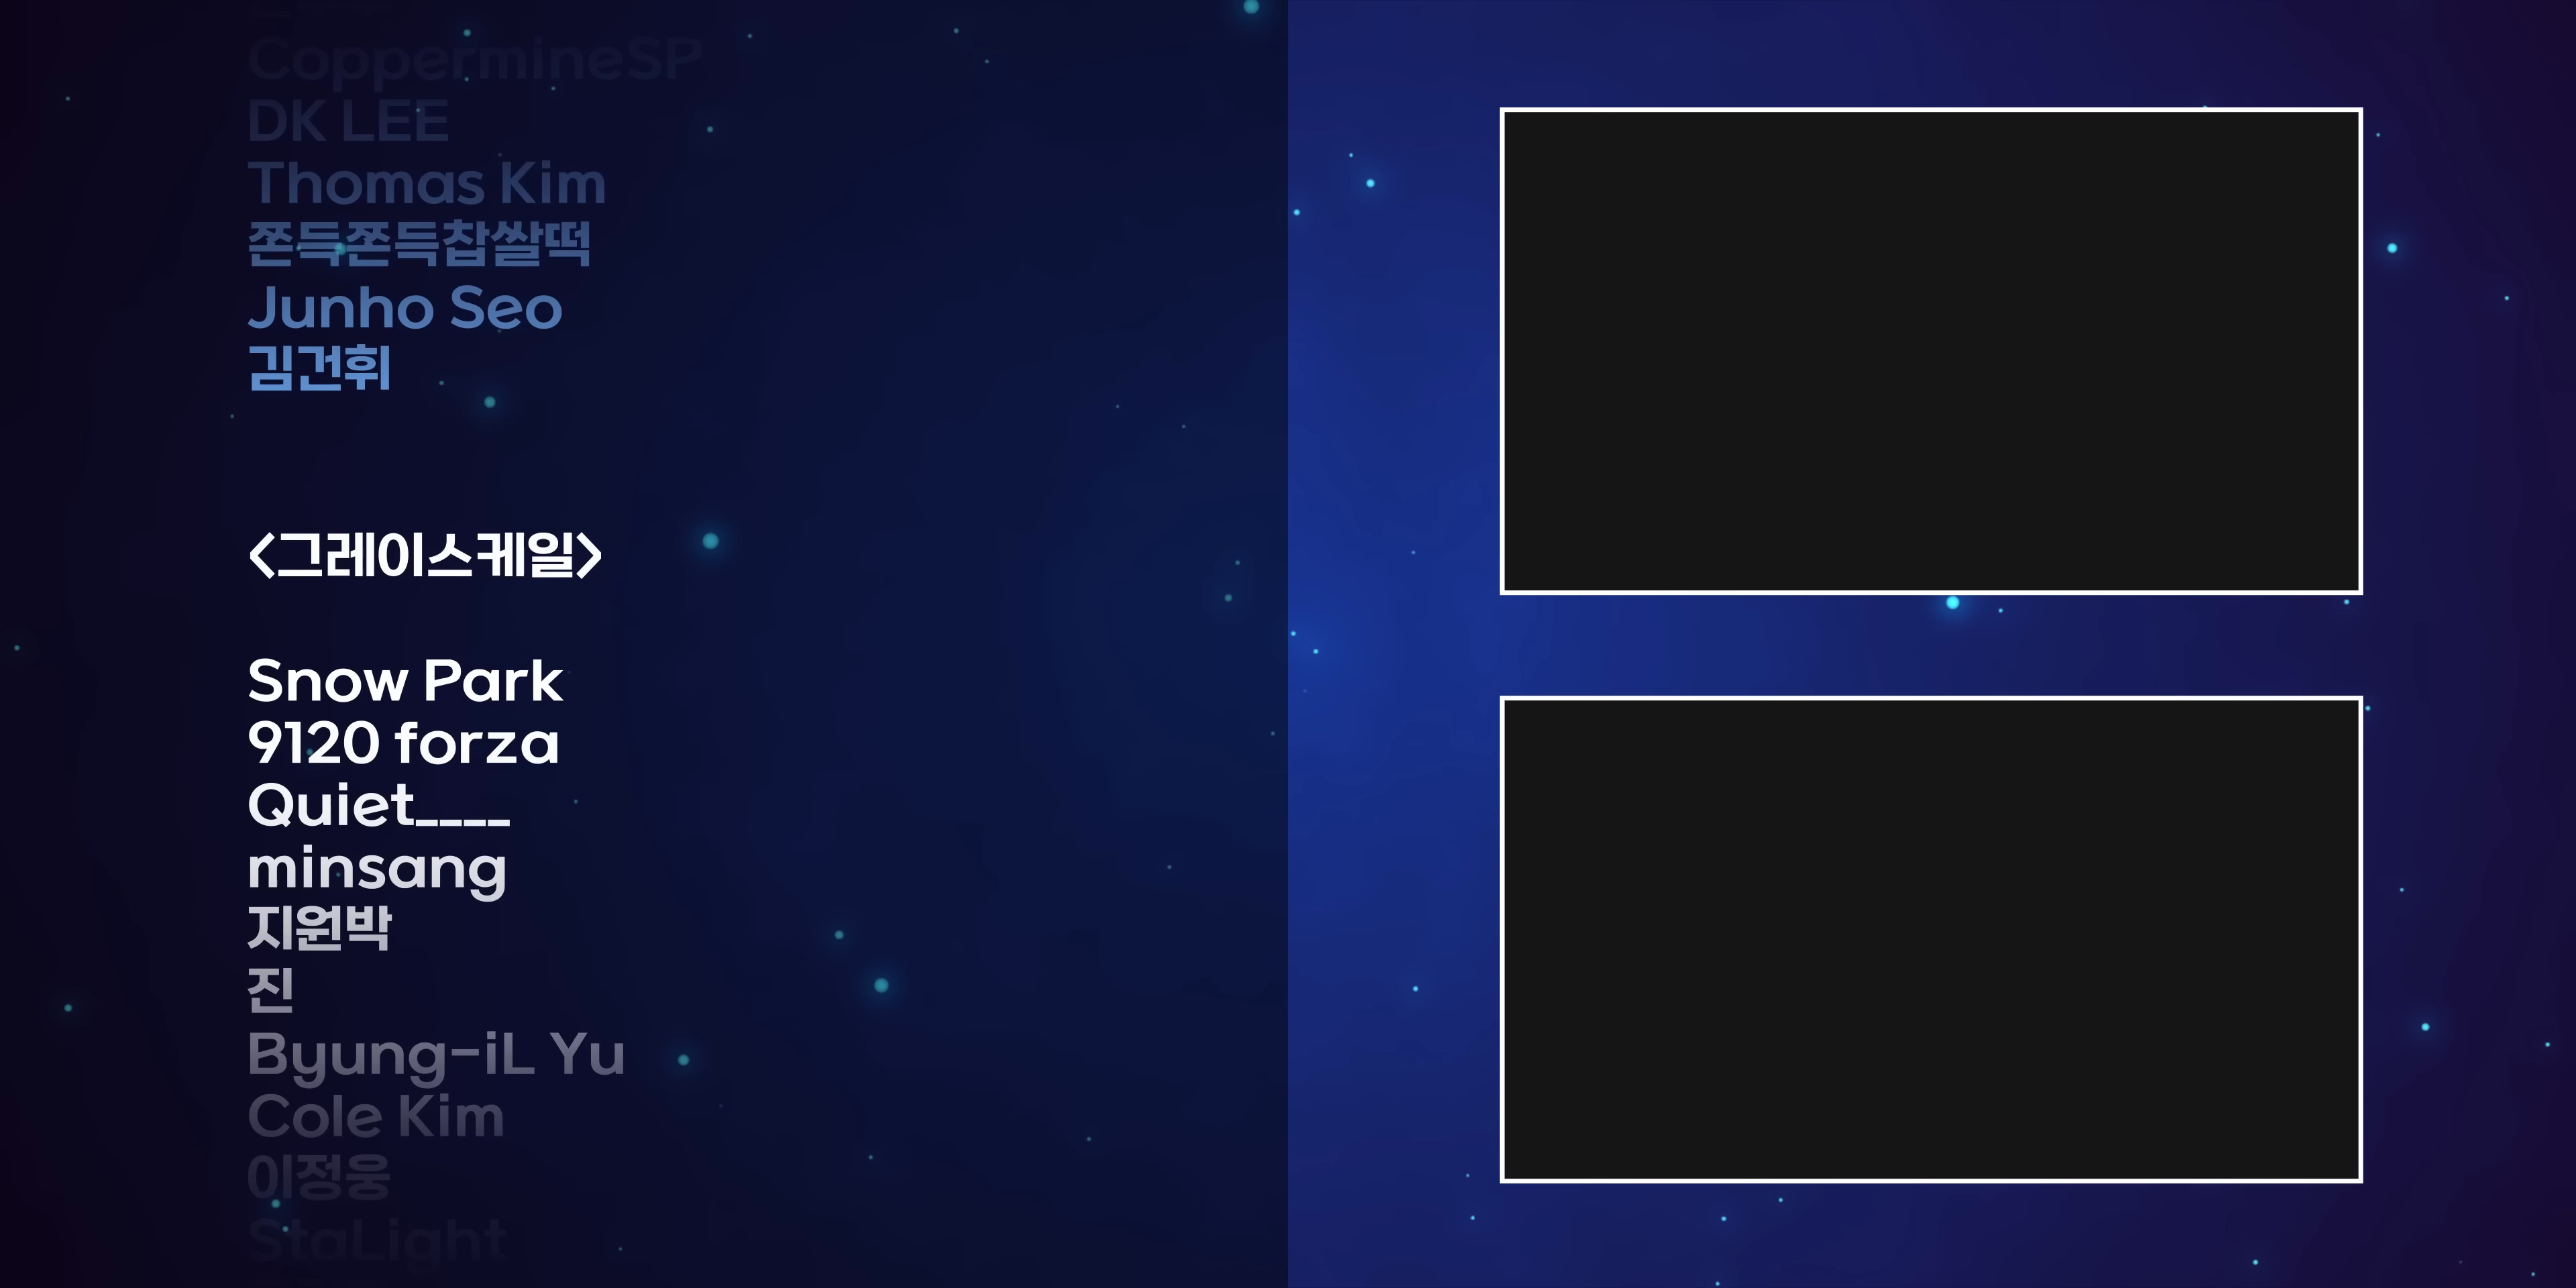 CoppermineSP
DK LEE
Thomas Kim
쫀득쫀득찹쌀떡
Junho Seo
김건휘
<그레이스케일>
Snow Park
9120 forza
Quiet____
minsang
지원박
진
Byung-iL Yu
Cole Kim
이정웅
StaLight